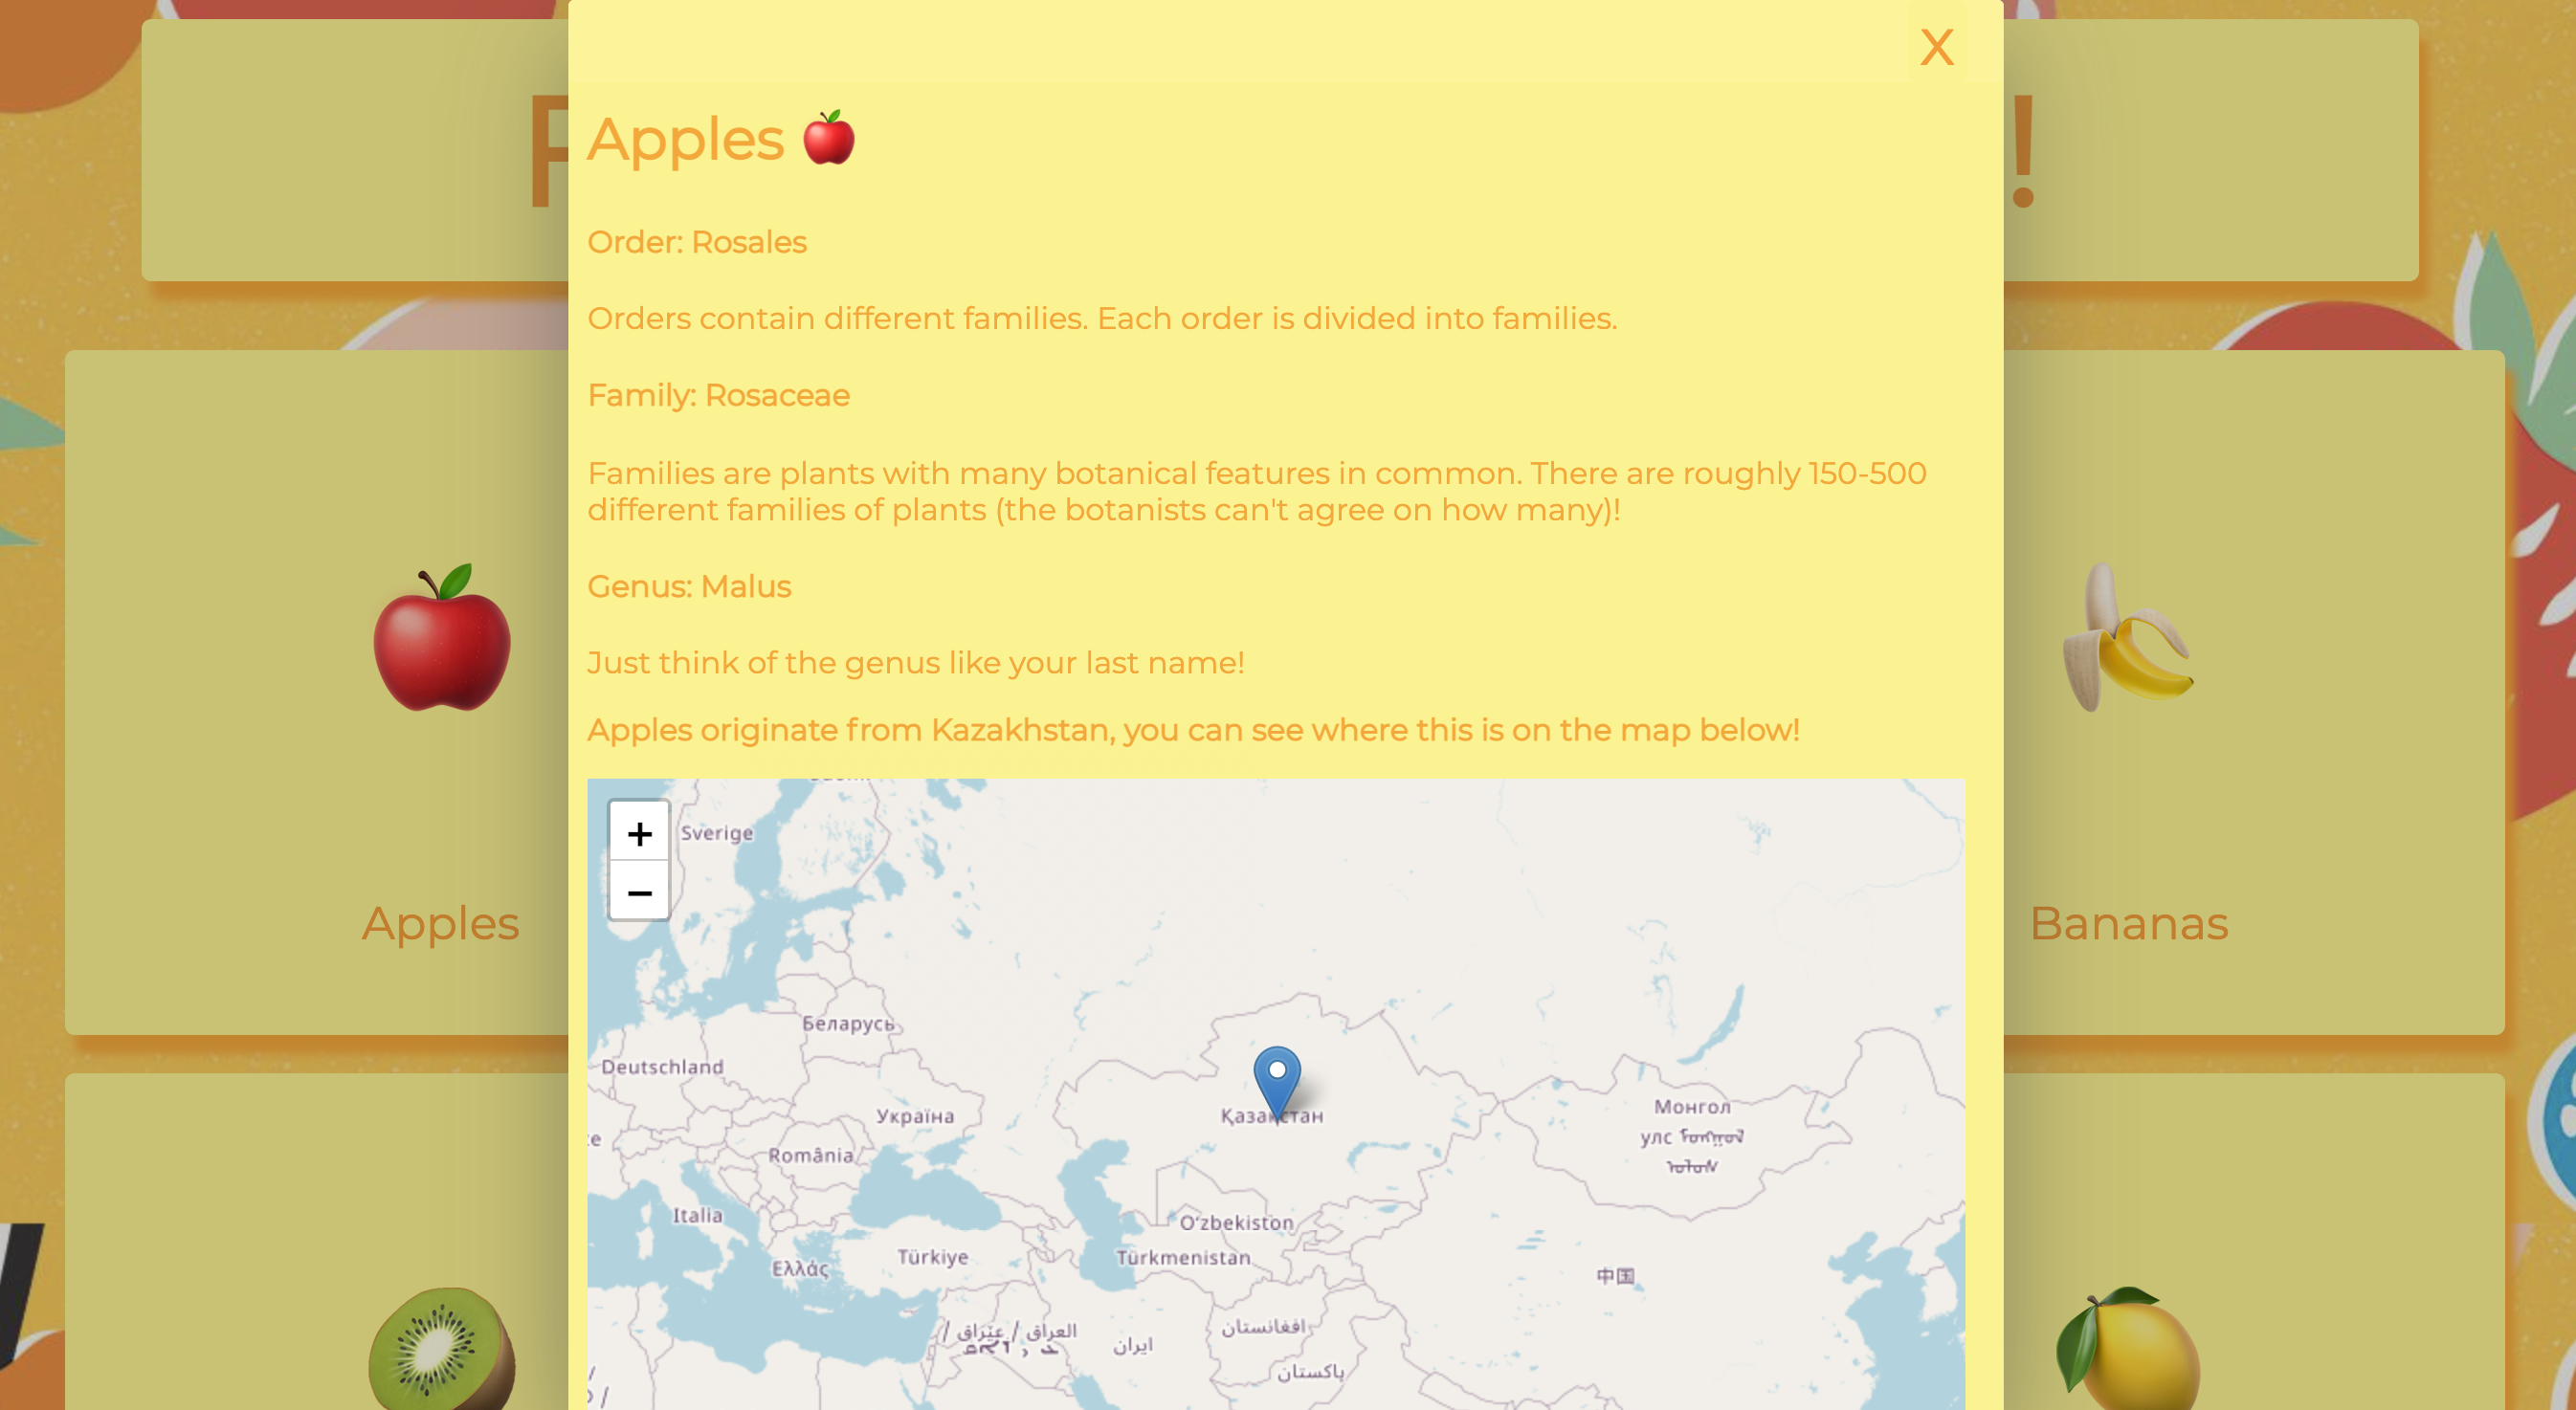 X
Apples
Order: Rosales
Orders contain different families. Each order is divided into families.
Family: Rosaceae
Families are plants with many botanical features in common. There are roughly 150-500
different families of plants (the botanists can't agree on how many)!
Genus: Malus
Just think of the genus like your last name!
Apples originate from Kazakhstan, you can see where this is on the map below!
+
−
Sverige
Беларусь
Deutschland
Україна
Қазақстан
Монгол
улс
România
Italia
Oʻzbekiston
Türkiye
Türkmenistan
Ελλάς
中国
العراق
ایران
افغانستان
پاکستان
Apples
Bananas